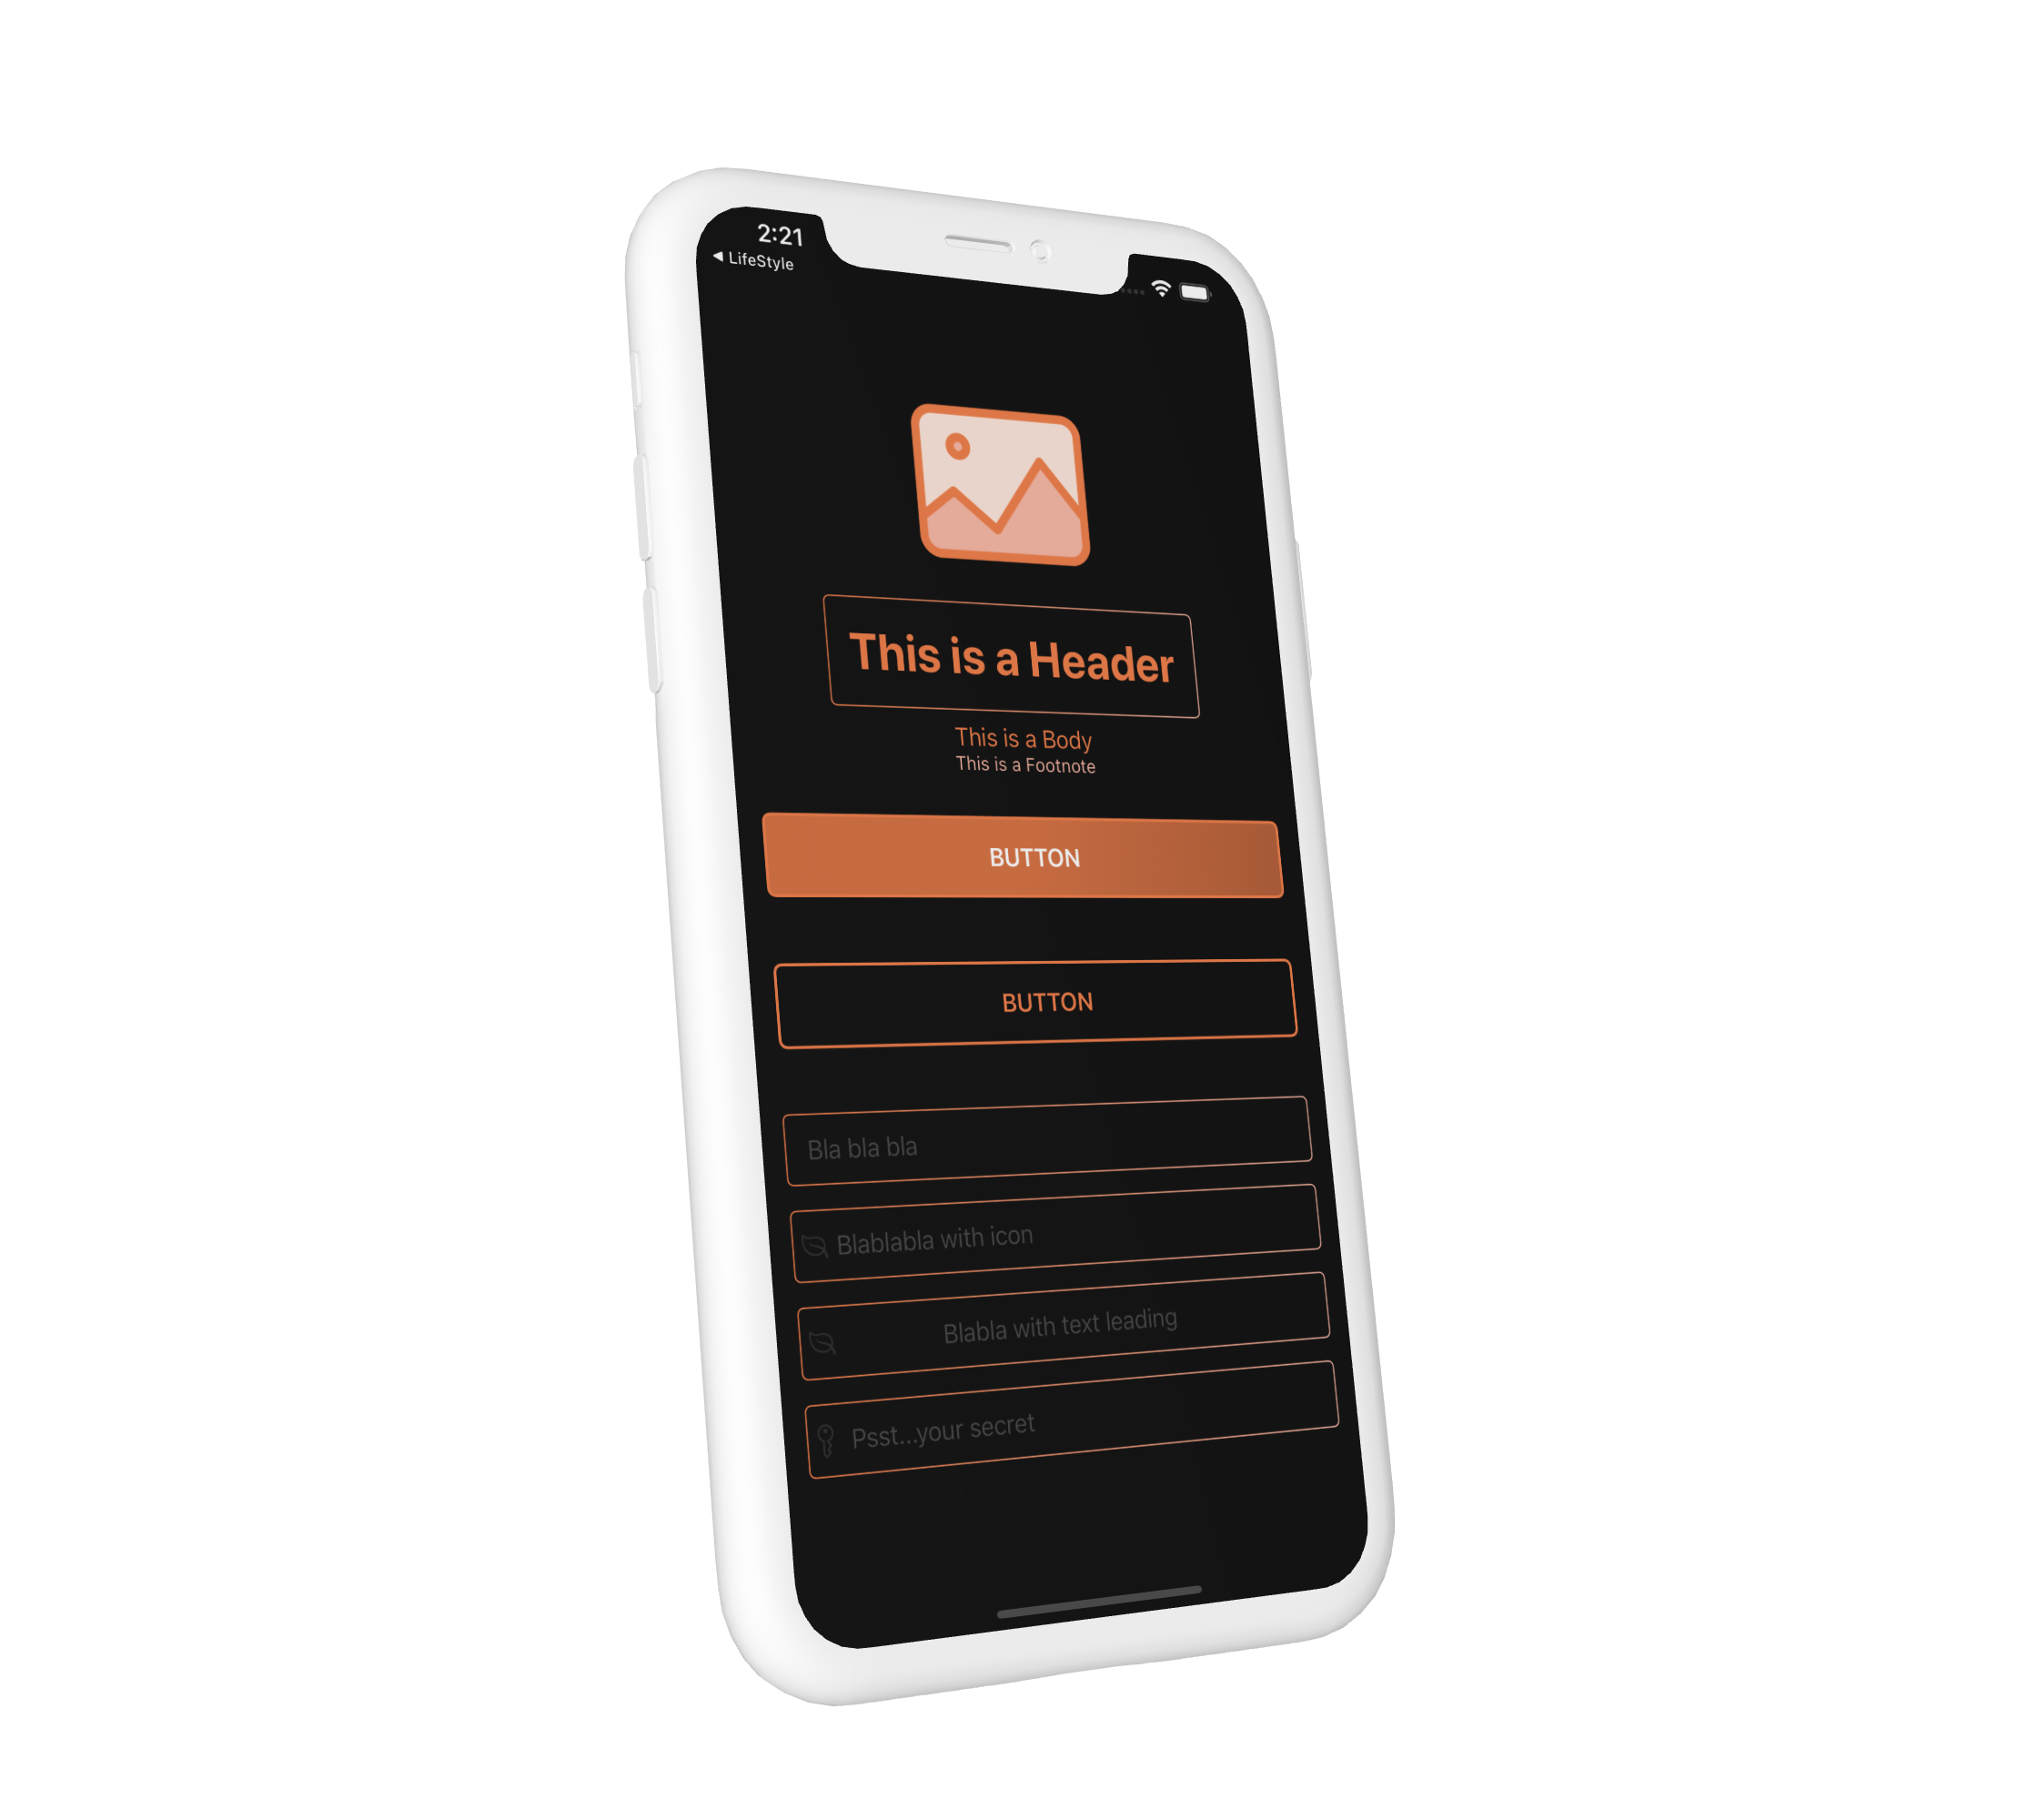 2:21
◀ LifeStyle
This is a Header
This is a Body
This is a Footnote
BUTTON
BUTTON
Bla bla bla
Blablabla with icon
Blabla with text leading
Psst...your secret